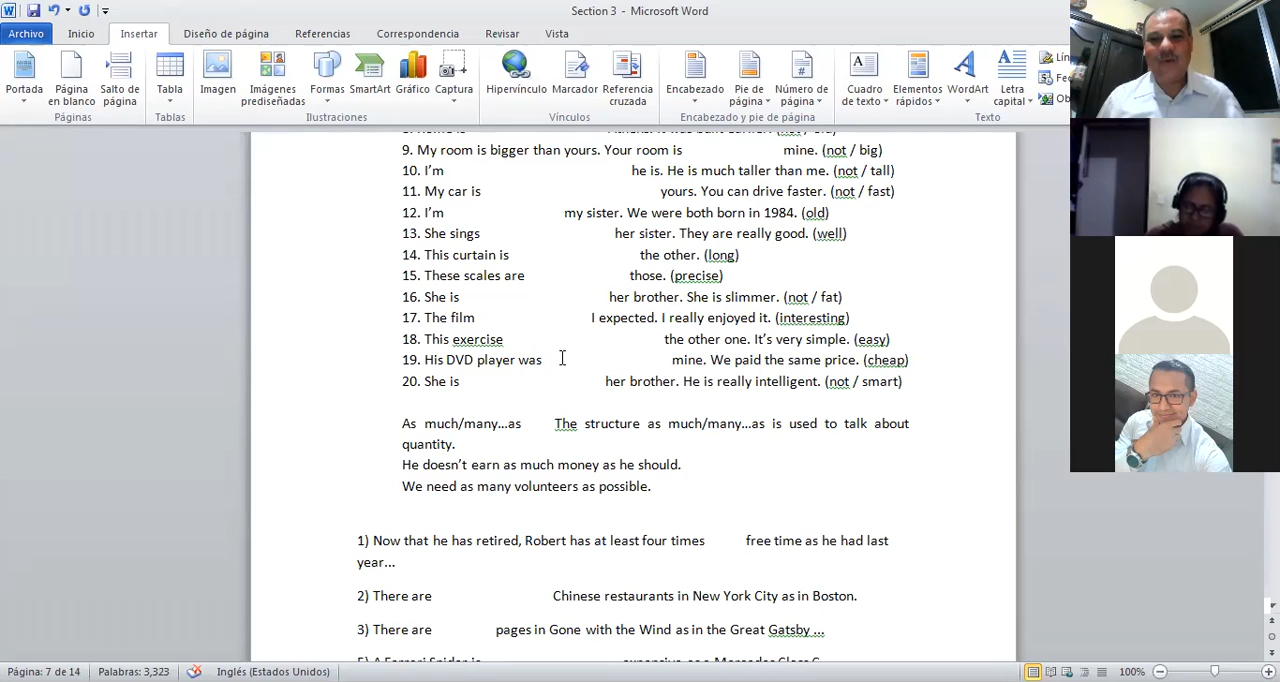 Section 3 - Microsoft Word
Archivo Inicio Insertar Diseño de página Referencias Correspondencia Revisar Vista
Portada Página en blanco Salto de página Tabla Imagen Imágenes prediseñadas Formas SmartArt Gráfico Captura Hipervínculo Marcador Referencia cruzada Encabezado Pie de página Número de página Cuadro de texto Elementos rápidos WordArt Letra capital
Páginas Tablas Ilustraciones Vínculos Encabezado y pie de página Texto
9. My room is bigger than yours. Your room is mine. (not / big)
10. I'm he is. He is much taller than me. (not / tall)
11. My car is yours. You can drive faster. (not / fast)
12. I'm my sister. We were both born in 1984. (old)
13. She sings her sister. They are really good. (well)
14. This curtain is the other. (long)
15. These scales are those. (precise)
16. She is her brother. She is slimmer. (not / fat)
17. The film I expected. I really enjoyed it. (interesting)
18. This exercise the other one. It's very simple. (easy)
19. His DVD player was mine. We paid the same price. (cheap)
20. She is her brother. He is really intelligent. (not / smart)
As much/many…as The structure as much/many…as is used to talk about
quantity.
He doesn't earn as much money as he should.
We need as many volunteers as possible.
1) Now that he has retired, Robert has at least four times free time as he had last
year...
2) There are Chinese restaurants in New York City as in Boston.
3) There are pages in Gone with the Wind as in the Great Gatsby ...
Página: 7 de 14 Palabras: 3,323 Inglés (Estados Unidos) 100%